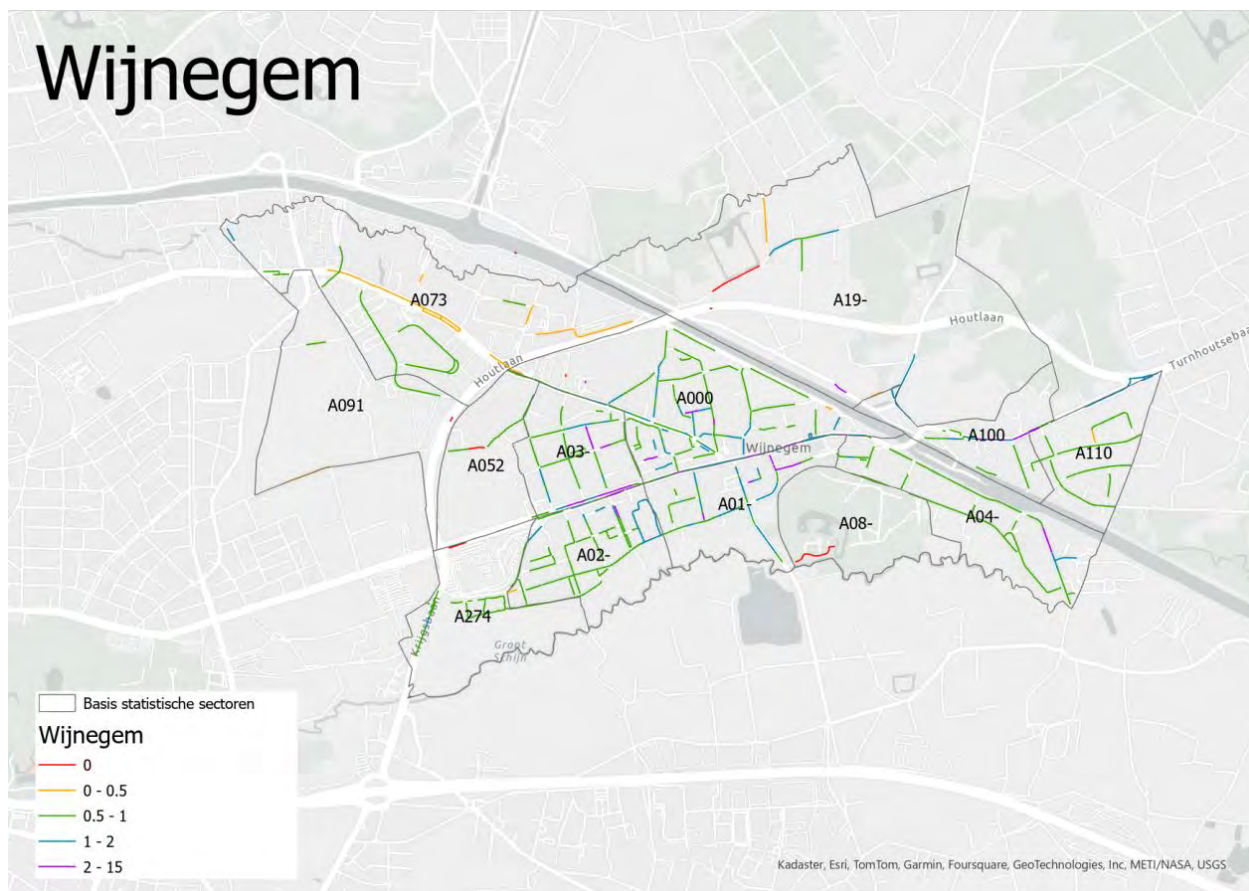 Wijnegem
A19-
A073
Houtlaan
Turnhoutsebaan
Houtlaan
A091
A000
A100
A110
A03-
Wijnegem
A052
A01-
A08-
A04-
A02-
A274
Krijgsbaan
Groot
Schijn
Basis statistische sectoren
Wijnegem
0
0 - 0.5
0.5 - 1
1 - 2
2 - 15
Kadaster, Esri, TomTom, Garmin, Foursquare, GeoTechnologies, Inc, METI/NASA, USGS